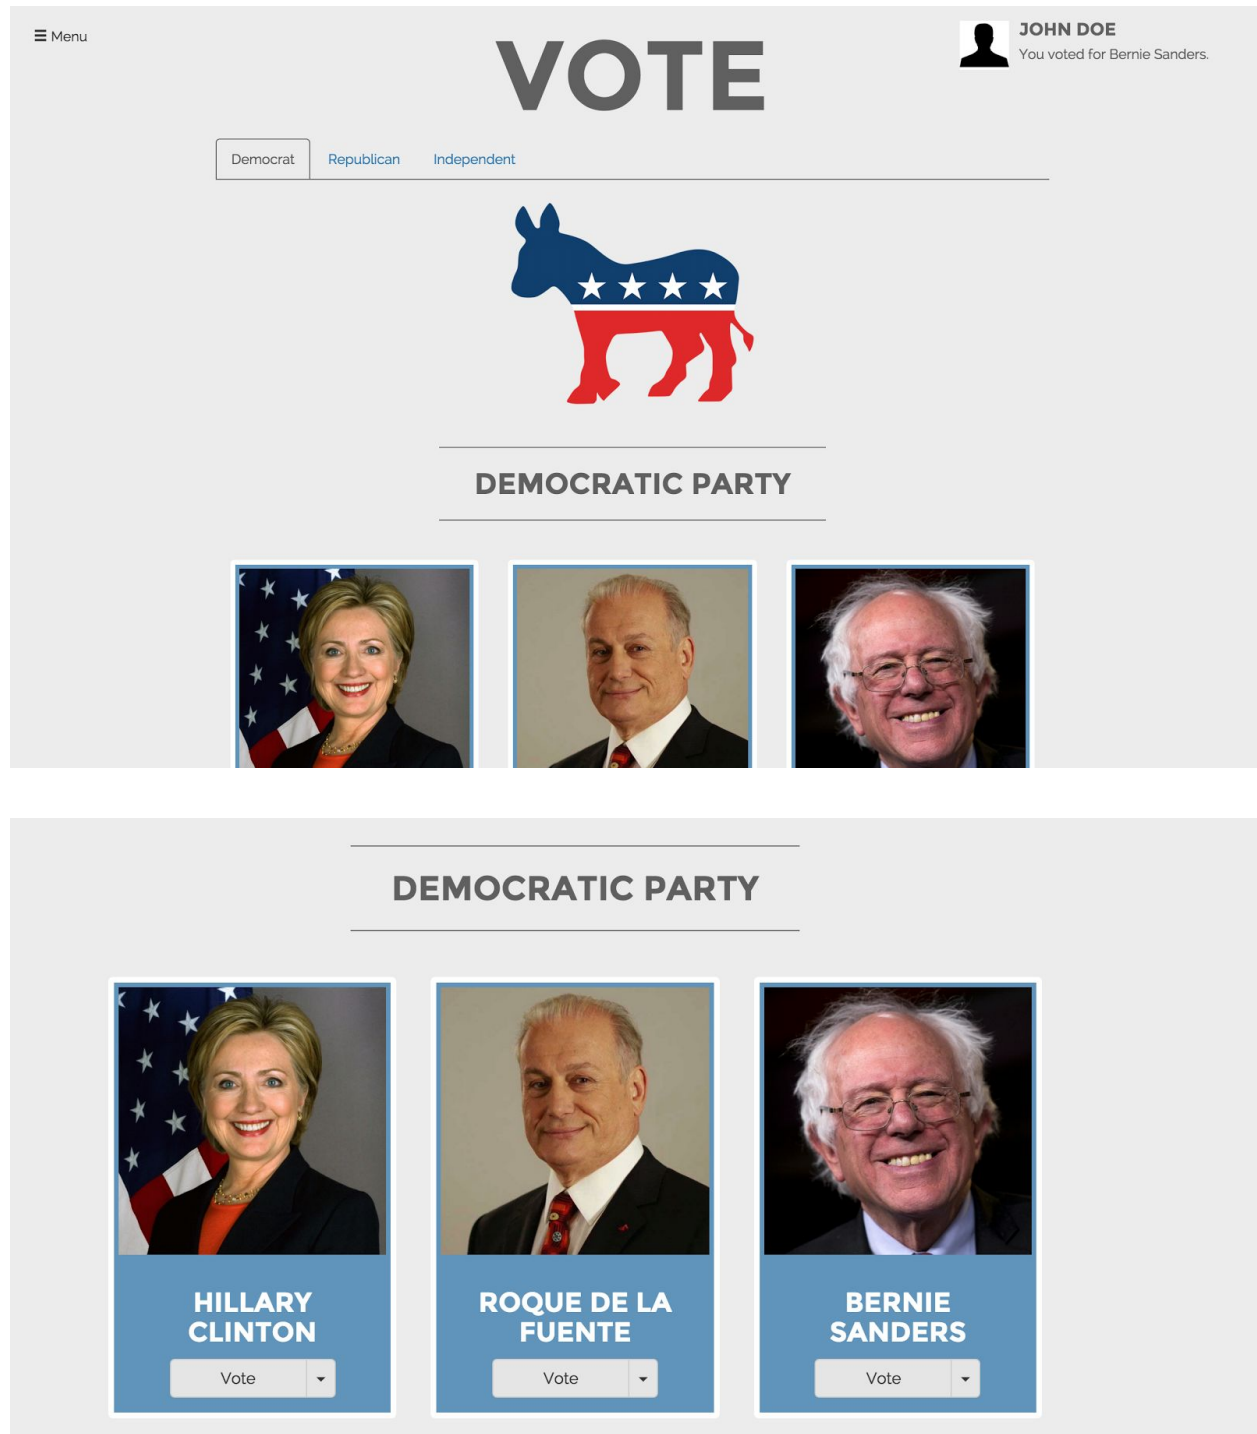 ☰ Menu
VOTE
JOHN DOE
You voted for Bernie Sanders.
Democrat
Republican
Independent
DEMOCRATIC PARTY
DEMOCRATIC PARTY
HILLARY
CLINTON
Vote
ROQUE DE LA
FUENTE
Vote
BERNIE
SANDERS
Vote